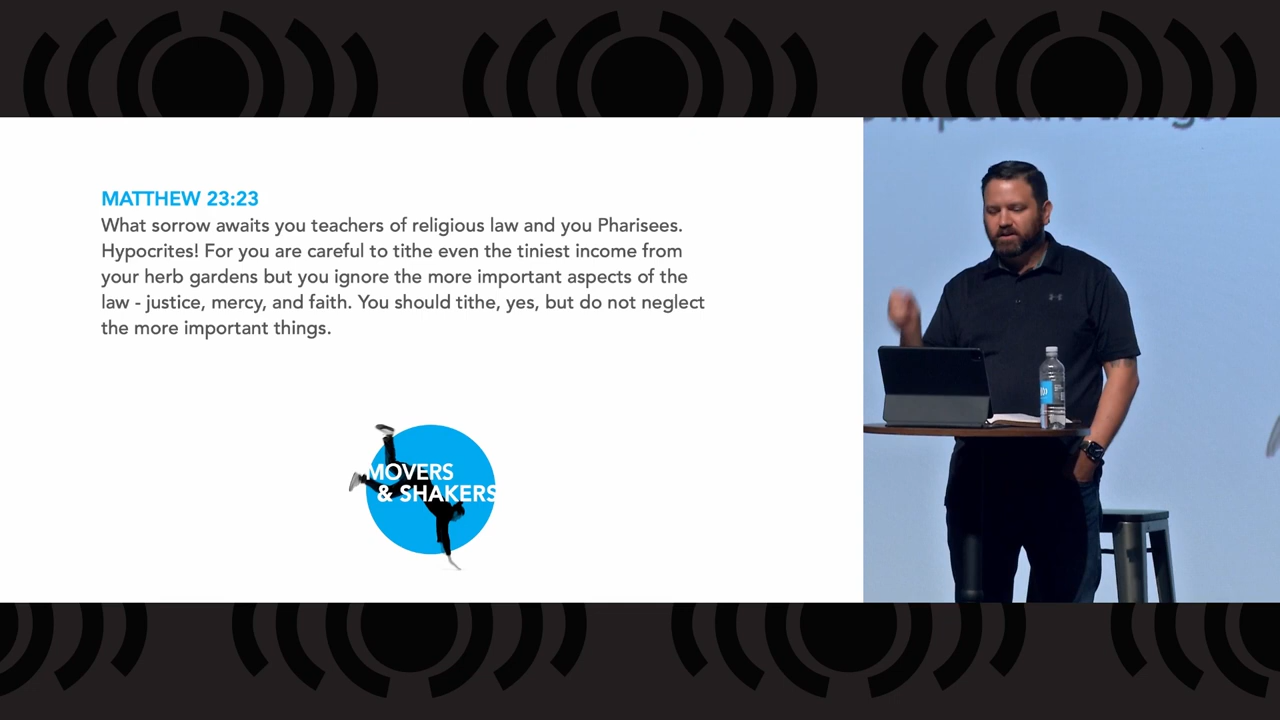 MATTHEW 23:23
What sorrow awaits you teachers of religious law and you Pharisees.
Hypocrites! For you are careful to tithe even the tiniest income from
your herb gardens but you ignore the more important aspects of the
law - justice, mercy, and faith. You should tithe, yes, but do not neglect
the more important things.
MOVERS
& SHAKERS
important things.